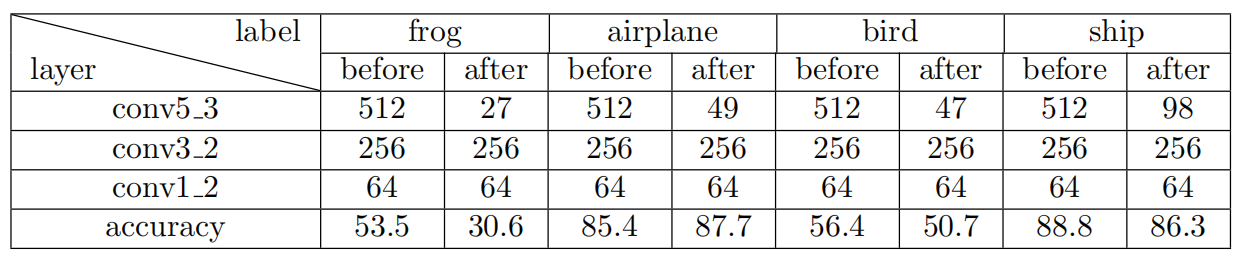 label frog airplane bird ship
layer before after before after before after before after
conv5_3 512 27 512 49 512 47 512 98
conv3_2 256 256 256 256 256 256 256 256
conv1_2 64 64 64 64 64 64 64 64
accuracy 53.5 30.6 85.4 87.7 56.4 50.7 88.8 86.3